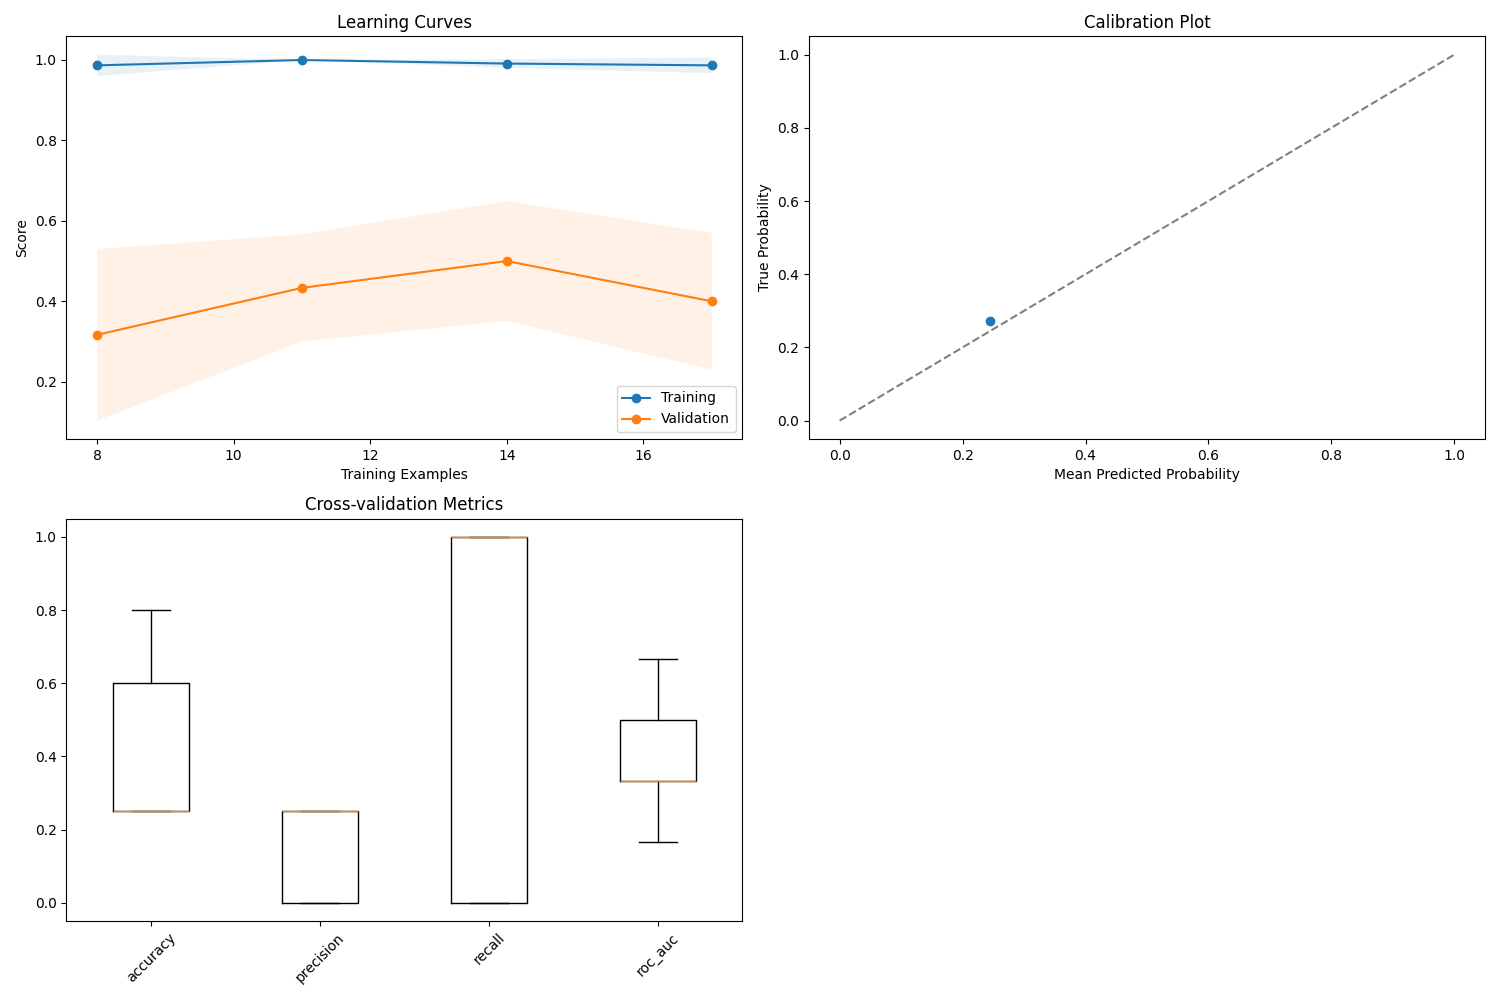 Learning Curves
Score
1.0
0.8
0.6
0.4
0.2
8 10 12 14 16
Training Examples
Training
Validation
Calibration Plot
True Probability
1.0
0.8
0.6
0.4
0.2
0.0
0.0 0.2 0.4 0.6 0.8 1.0
Mean Predicted Probability
Cross-validation Metrics
1.0
0.8
0.6
0.4
0.2
0.0
accuracy precision recall roc_auc